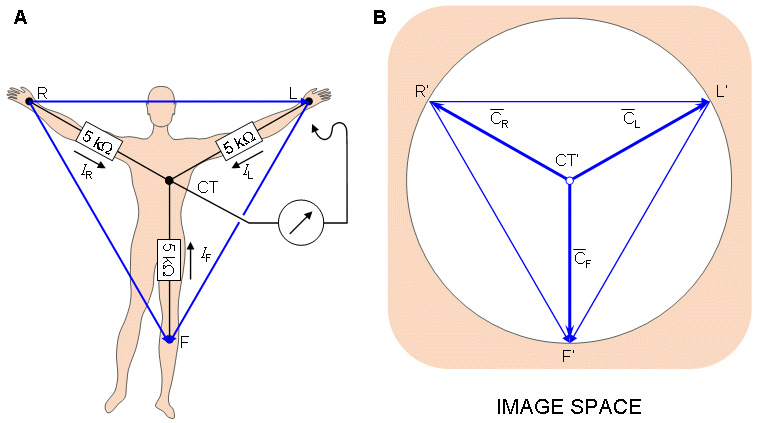 A
B
R
L
5 kΩ
5 kΩ
I_R
I_L
CT
5 kΩ
I_F
F
R'
L'
C̅_R
C̅_L
CT'
C̅_F
F'
IMAGE SPACE